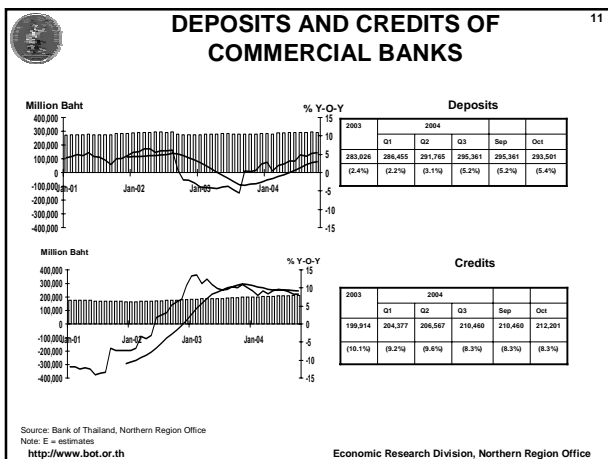 11
DEPOSITS AND CREDITS OF
COMMERCIAL BANKS
Million Baht
% Y-O-Y
400,000
300,000
200,000
100,000
0
-100,000
-200,000
-300,000
-400,000
15
10
5
0
-5
-10
-15
Jan-01
Jan-02
Jan-03
Jan-04
Deposits
2003 2004
Q1 Q2 Q3 Sep Oct
283,026 286,455 291,765 295,361 295,361 293,501
(2.4%) (2.2%) (3.1%) (5.2%) (5.2%) (5.4%)
Million Baht
% Y-O-Y
400,000
300,000
200,000
100,000
0
-100,000
-200,000
-300,000
-400,000
15
10
5
0
-5
-10
-15
Jan-01
Jan-02
Jan-03
Jan-04
Credits
2003 2004
Q1 Q2 Q3 Sep Oct
199,914 204,377 206,567 210,460 210,460 212,201
(10.1%) (9.2%) (9.6%) (8.3%) (8.3%) (8.3%)
Source: Bank of Thailand, Northern Region Office
Note: E = estimates
http://www.bot.or.th
Economic Research Division, Northern Region Office